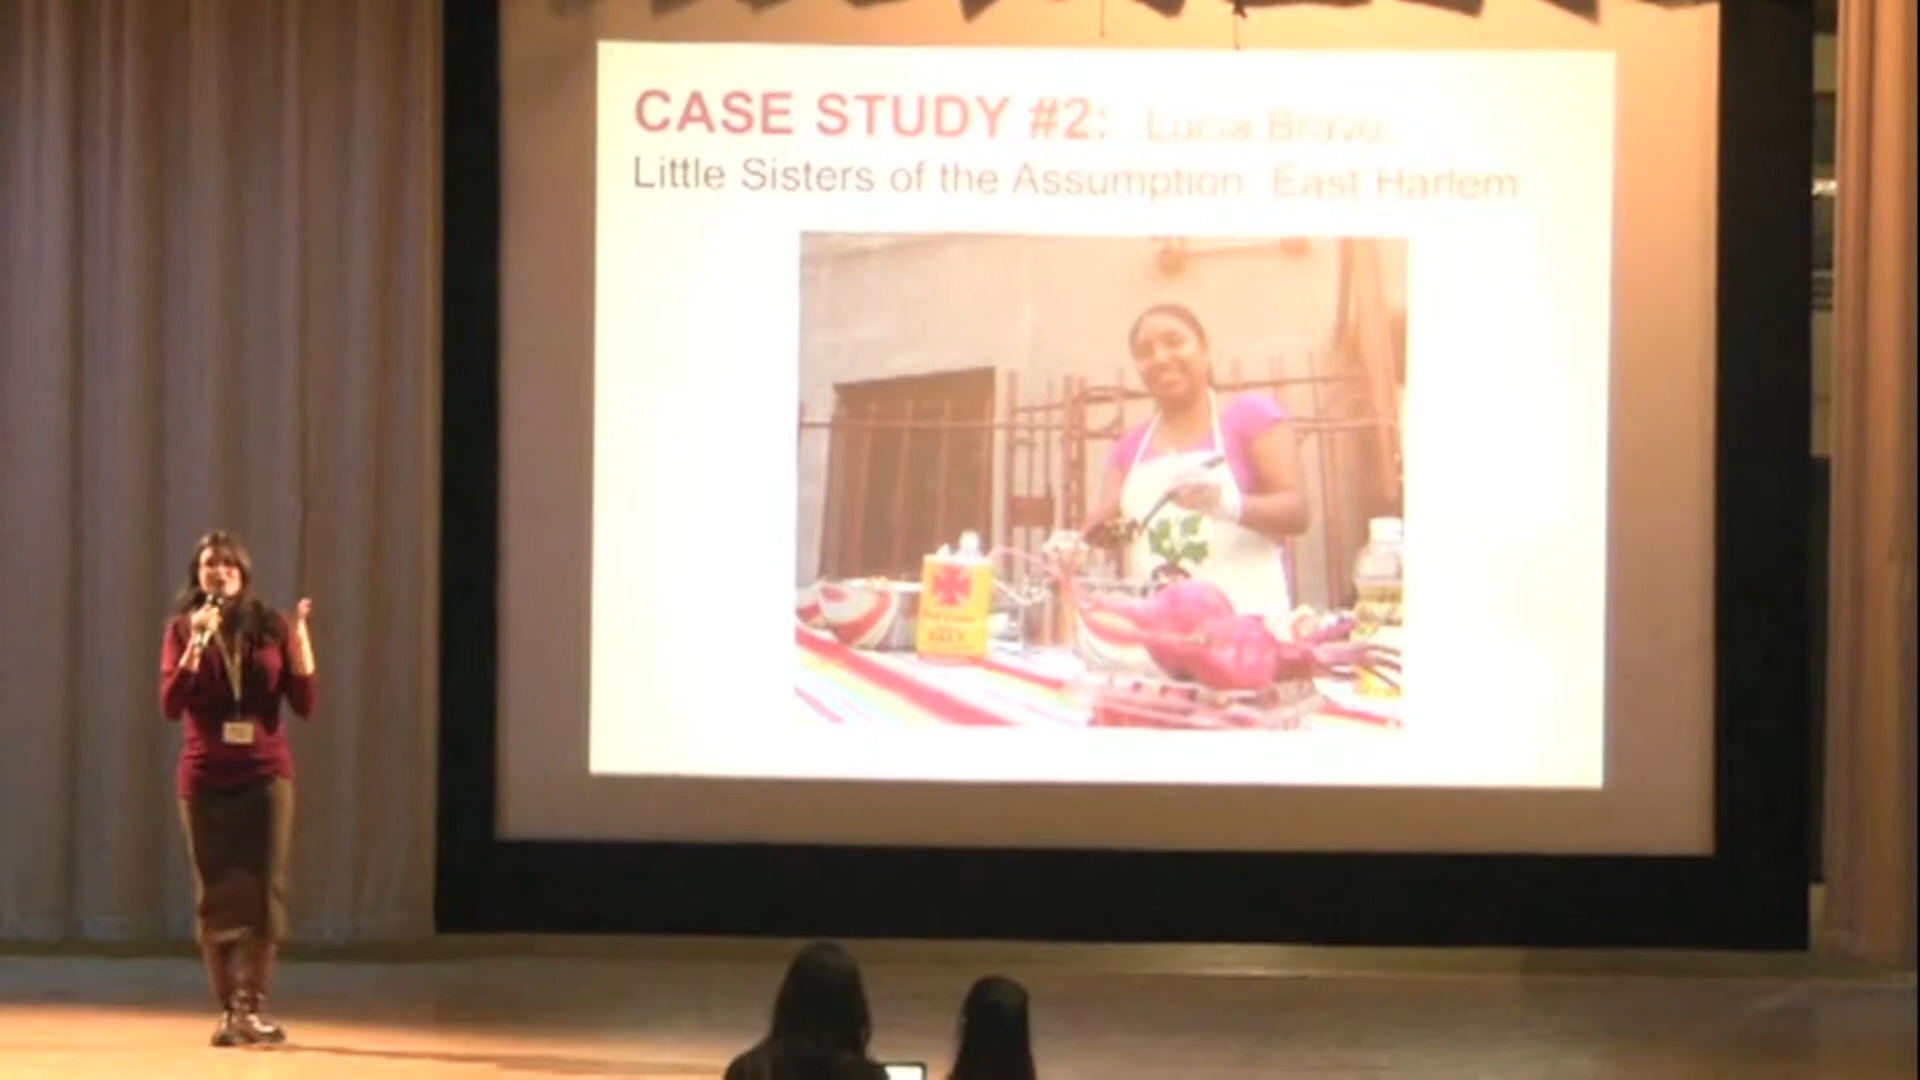 CASE STUDY #2: Lucia Bravo
Little Sisters of the Assumption, East Harlem